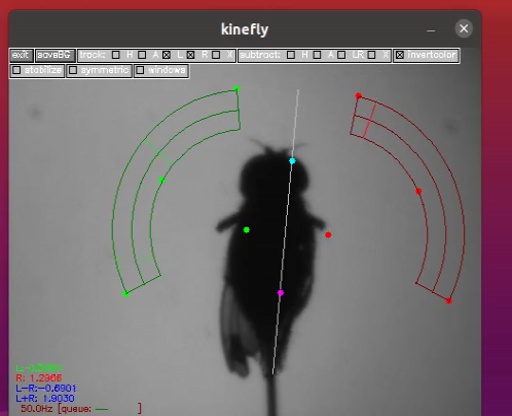 kinefly
exit saveBG track: H A L R X subtract: H A LR X invertcolor
stabilize symmetric windows
R: 1.2966
L-R:-0.6901
L+R: 1.9030
50.0Hz [queue: ]